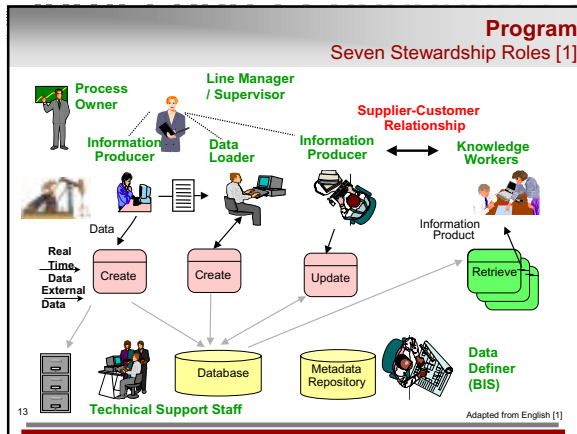 Program
Seven Stewardship Roles [1]
Process
Owner
Line Manager
/ Supervisor
Supplier-Customer
Relationship
Information
Producer
Data
Loader
Information
Producer
Knowledge
Workers
Data
Information
Product
Real
Time
Data
External
Data
Create
Create
Update
Retrieve
Database
Metadata
Repository
Data
Definer
(BIS)
Technical Support Staff
13
Adapted from English [1]